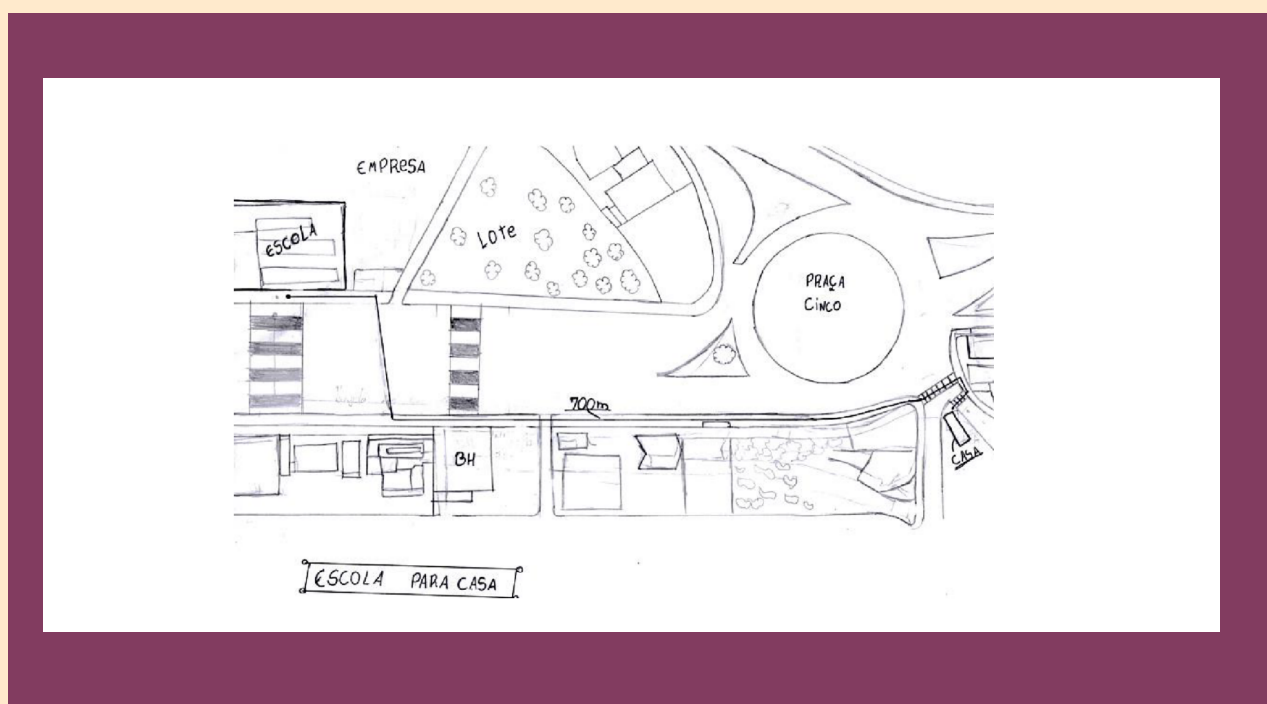 EMPRESA
ESCOLA
LOTE
PRAÇA
CINCO
700m
BH
CASA
ESCOLA PARA CASA